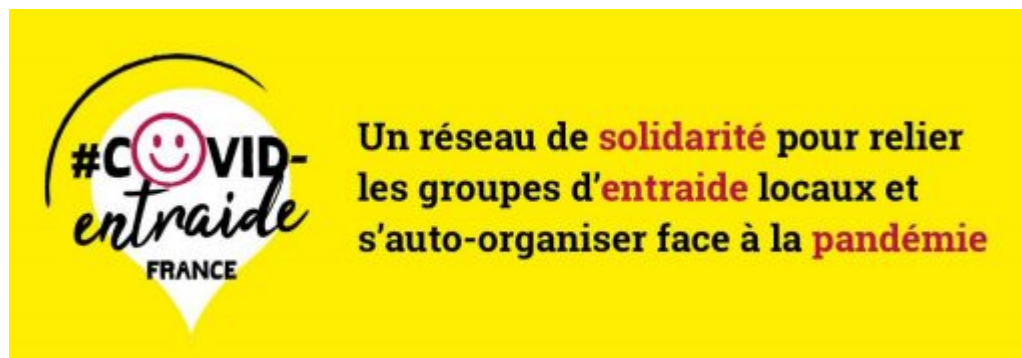 #COVID-
entraide
FRANCE
Un réseau de solidarité pour relier
les groupes d'entraide locaux et
s'auto-organiser face à la pandémie